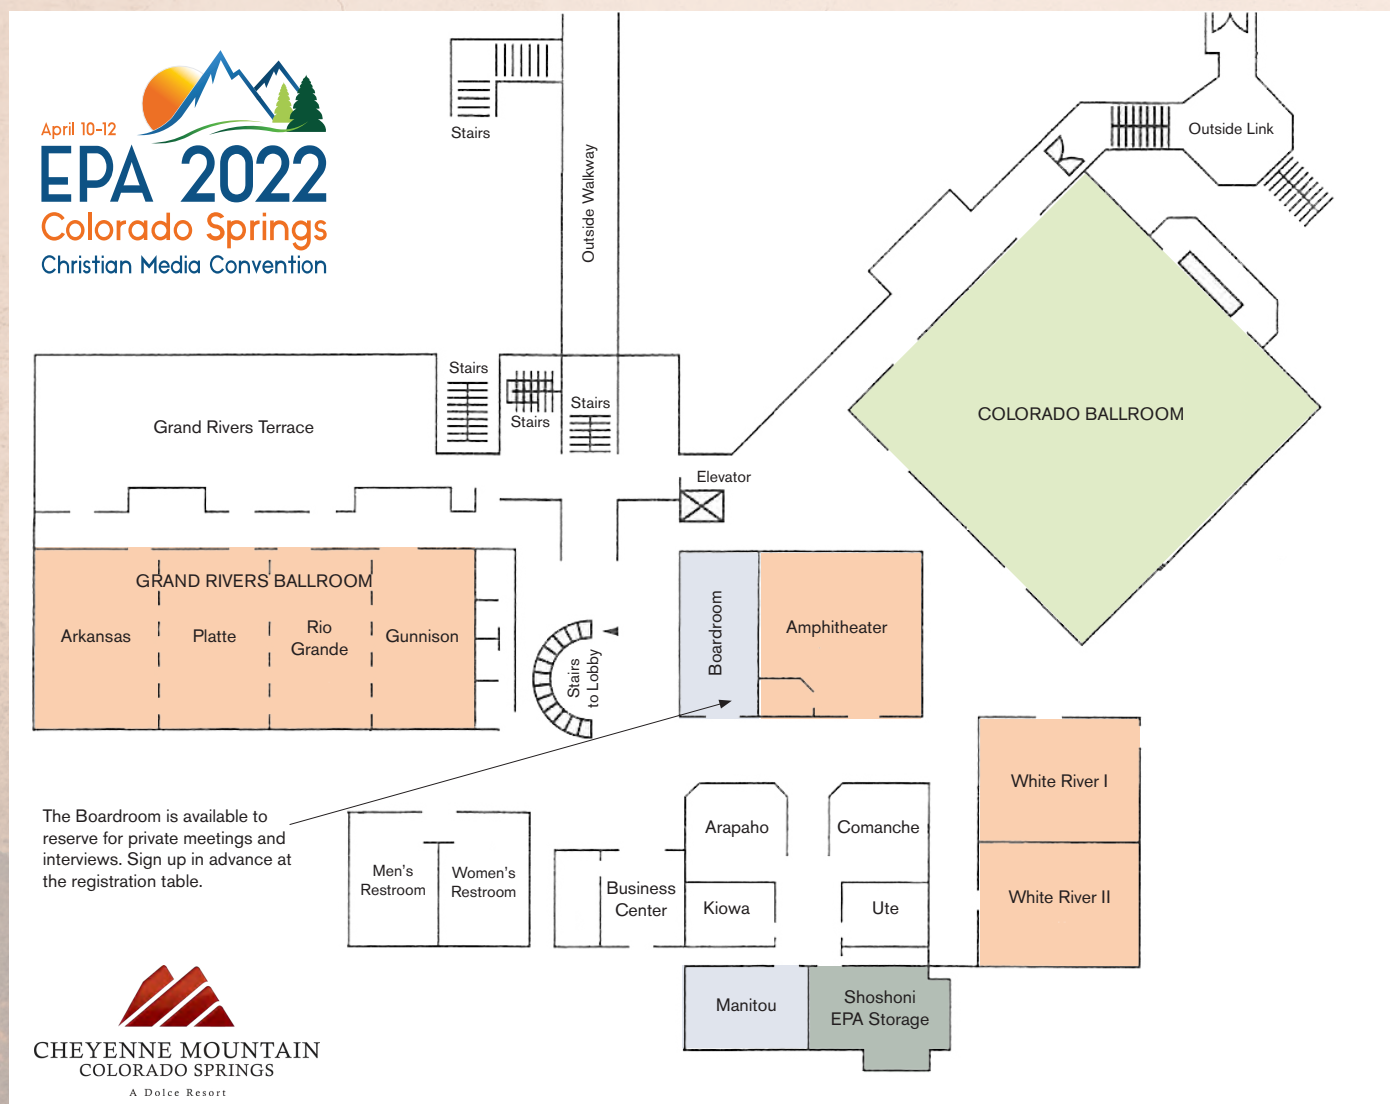 April 10-12
EPA 2022
Colorado Springs
Christian Media Convention
Stairs
Outside Walkway
Outside Link
Stairs
Stairs
Stairs
Grand Rivers Terrace
COLORADO BALLROOM
Elevator
GRAND RIVERS BALLROOM
Arkansas
Platte
Rio
Grande
Gunnison
Stairs
to Lobby
Boardroom
Amphitheater
White River I
White River II
The Boardroom is available to
reserve for private meetings and
interviews. Sign up in advance at
the registration table.
Men's
Restroom
Women's
Restroom
Business
Center
Arapaho
Comanche
Kiowa
Ute
Manitou
Shoshoni
EPA Storage
CHEYENNE MOUNTAIN
COLORADO SPRINGS
A Dolce Resort